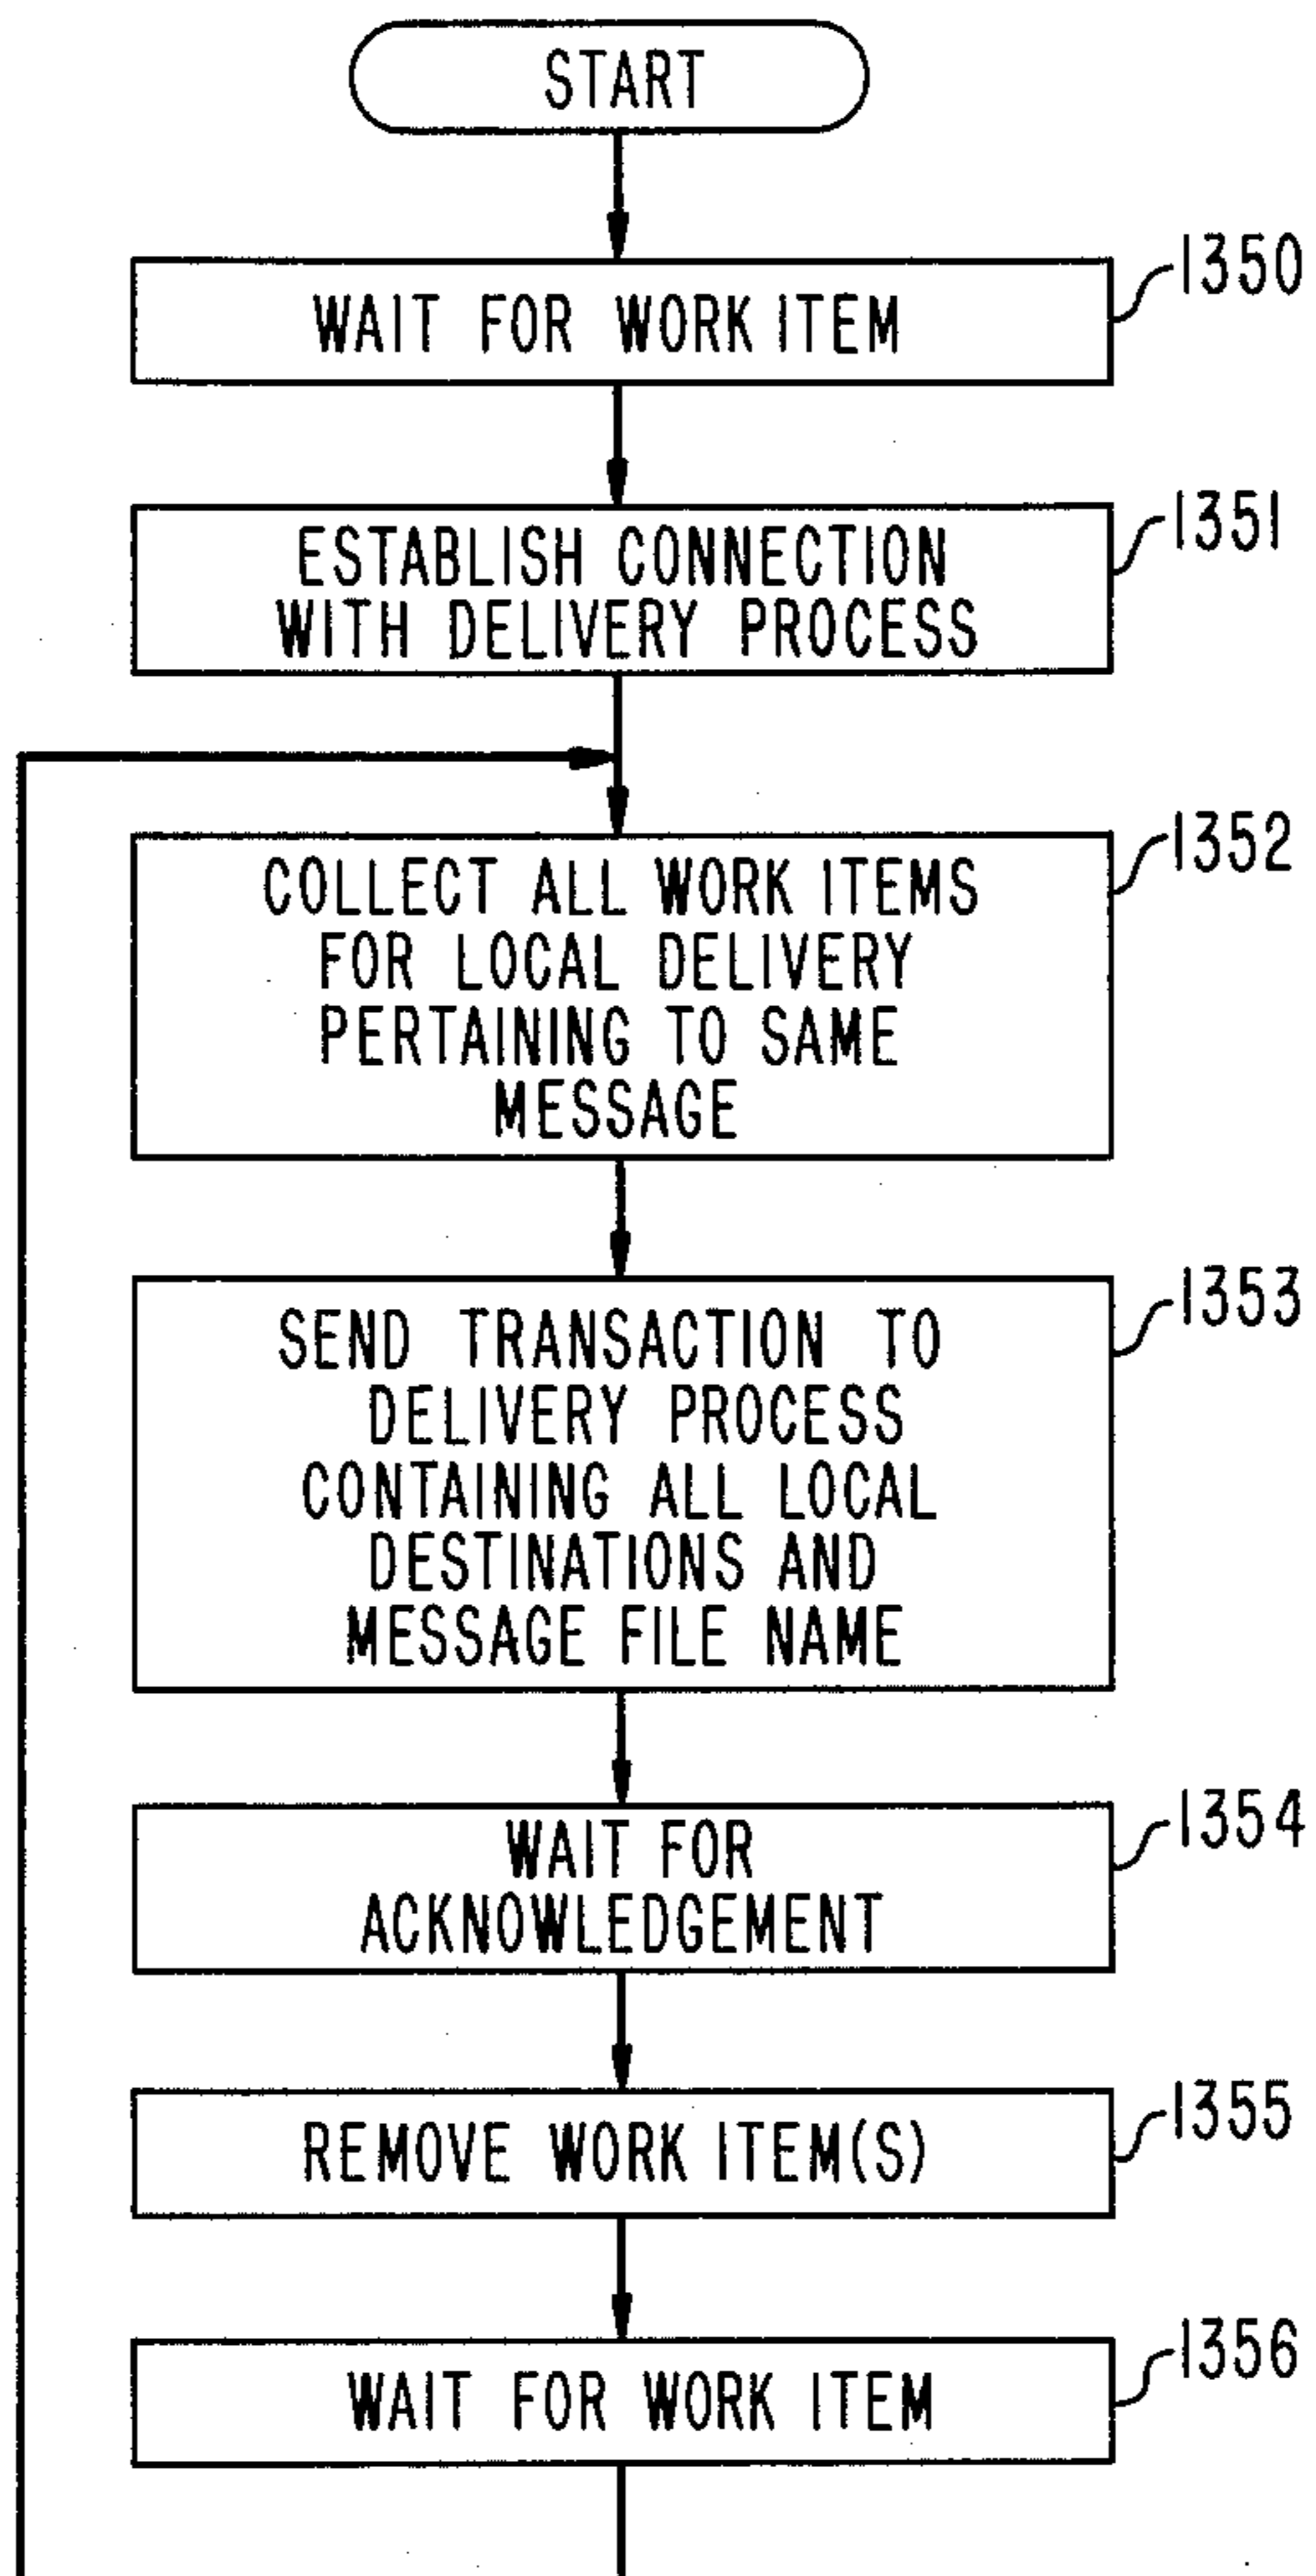 START
1350
WAIT FOR WORK ITEM
1351
ESTABLISH CONNECTION
WITH DELIVERY PROCESS
1352
COLLECT ALL WORK ITEMS
FOR LOCAL DELIVERY
PERTAINING TO SAME
MESSAGE
1353
SEND TRANSACTION TO
DELIVERY PROCESS
CONTAINING ALL LOCAL
DESTINATIONS AND
MESSAGE FILE NAME
1354
WAIT FOR
ACKNOWLEDGEMENT
1355
REMOVE WORK ITEM(S)
1356
WAIT FOR WORK ITEM